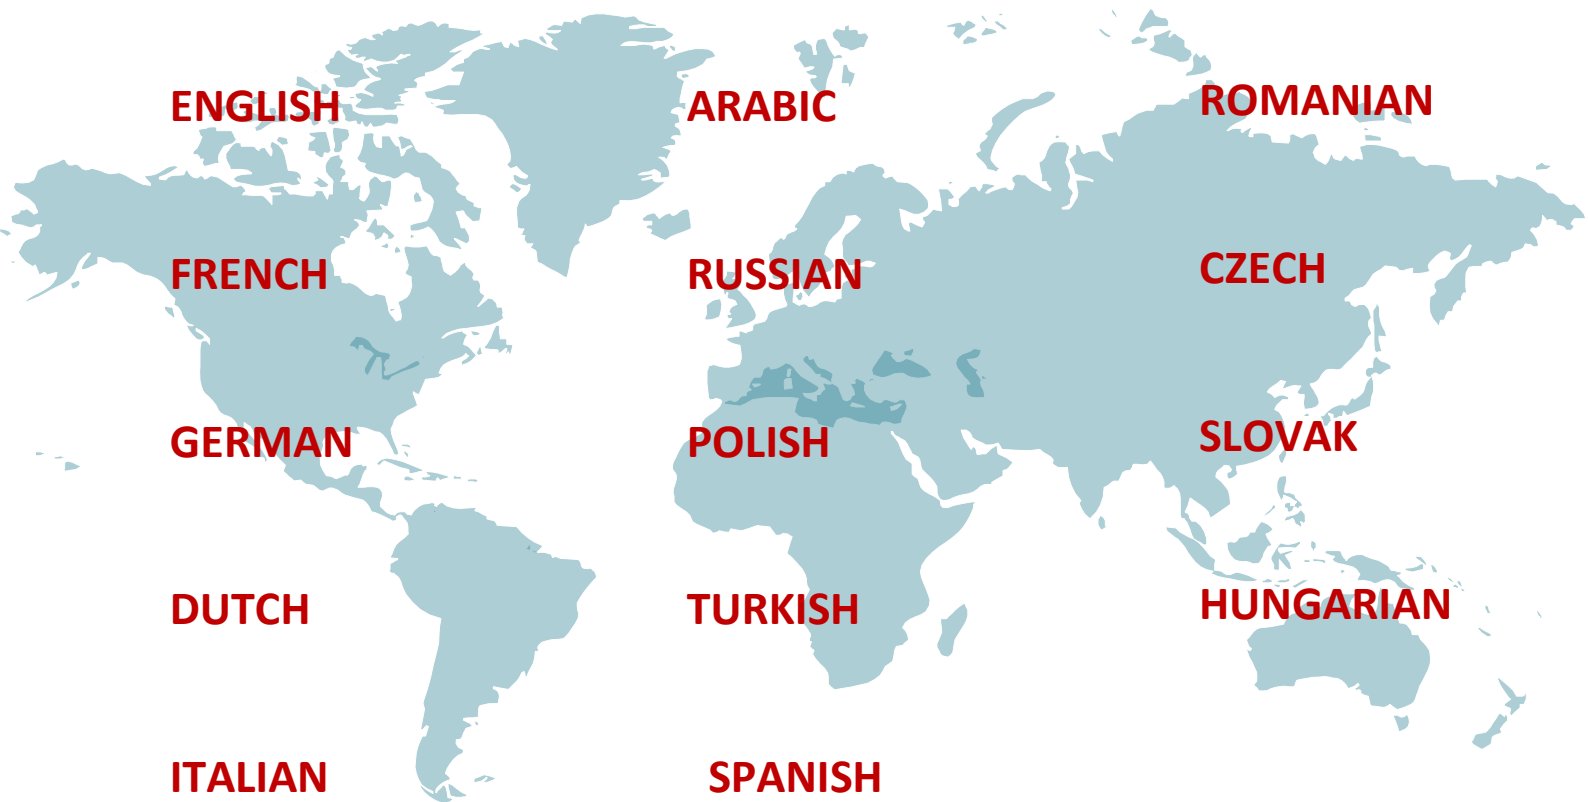 ENGLISH
FRENCH
GERMAN
DUTCH
ITALIAN
ARABIC
RUSSIAN
POLISH
TURKISH
SPANISH
ROMANIAN
CZECH
SLOVAK
HUNGARIAN